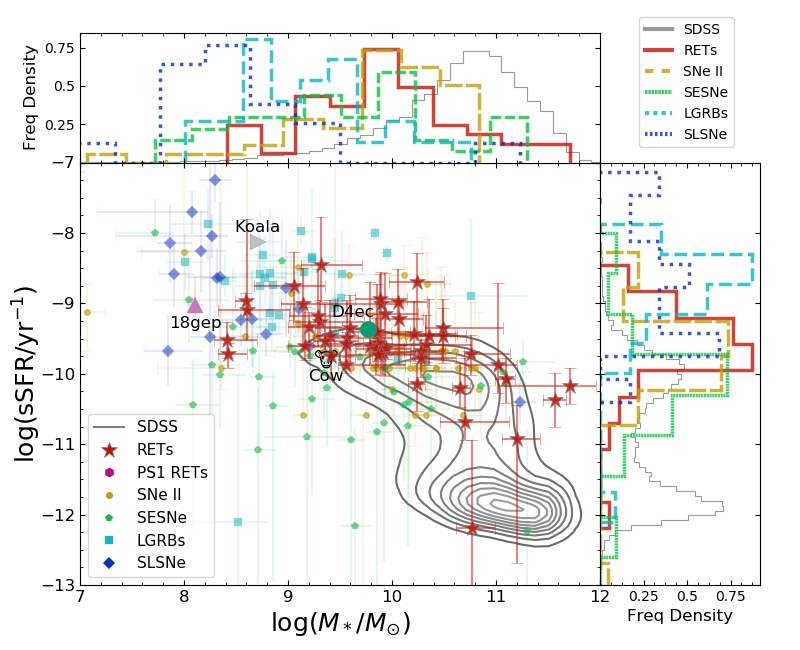 SDSS
RETs
SNe II
SESNe
LGRBs
SLSNe
Freq Density
0.75
0.5
0.25
−7
−8
−9
−10
−11
−12
−13
log(sSFR/yr⁻¹)
Koala
D4ec
18gep
Cow
SDSS
RETs
PS1 RETs
SNe II
SESNe
LGRBs
SLSNe
7 8 9 10 11 12
log(M*/M⊙)
0.25 0.5 0.75
Freq Density